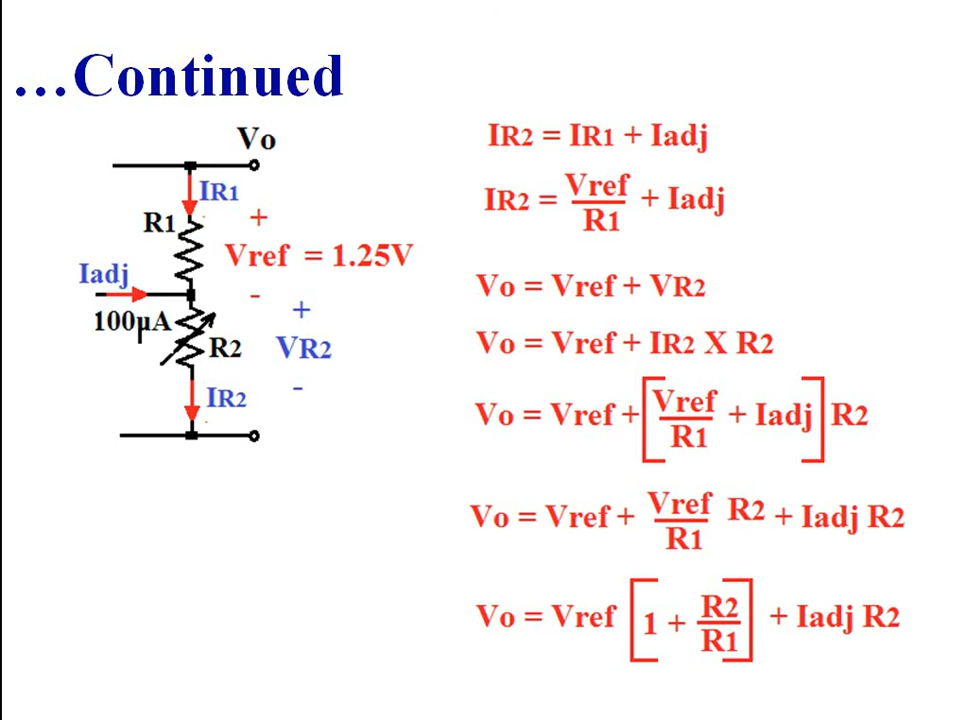 ...Continued
Vo
IR1
R1
+
Vref = 1.25V
-
Iadj
100µA
+
R2
VR2
-
IR2
IR2 = IR1 + Iadj
IR2 = Vref/R1 + Iadj
Vo = Vref + VR2
Vo = Vref + IR2 X R2
Vo = Vref + [Vref/R1 + Iadj] R2
Vo = Vref + Vref/R1 R2 + Iadj R2
Vo = Vref [1 + R2/R1] + Iadj R2